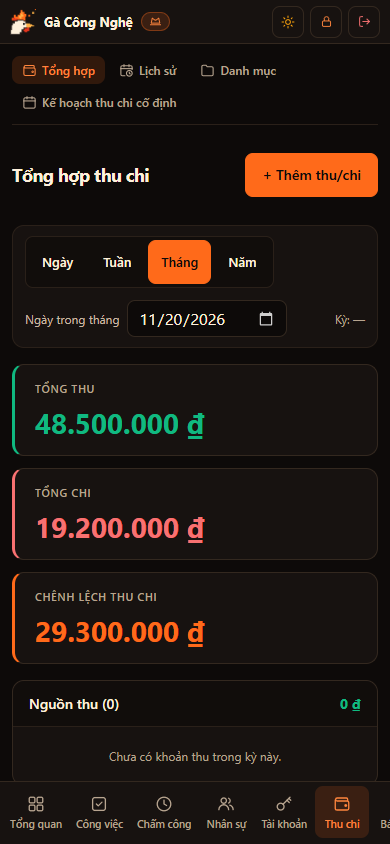 Gà Công Nghệ
Tổng hợp
Lịch sử
Danh mục
Kế hoạch thu chi cố định
Tổng hợp thu chi
+ Thêm thu/chi
Ngày
Tuần
Tháng
Năm
Ngày trong tháng
11/20/2026
Kỳ: —
TỔNG THU
48.500.000 ₫
TỔNG CHI
19.200.000 ₫
CHÊNH LỆCH THU CHI
29.300.000 ₫
Nguồn thu (0)
0 ₫
Chưa có khoản thu trong kỳ này.
Tổng quan
Công việc
Chấm công
Nhân sự
Tài khoản
Thu chi